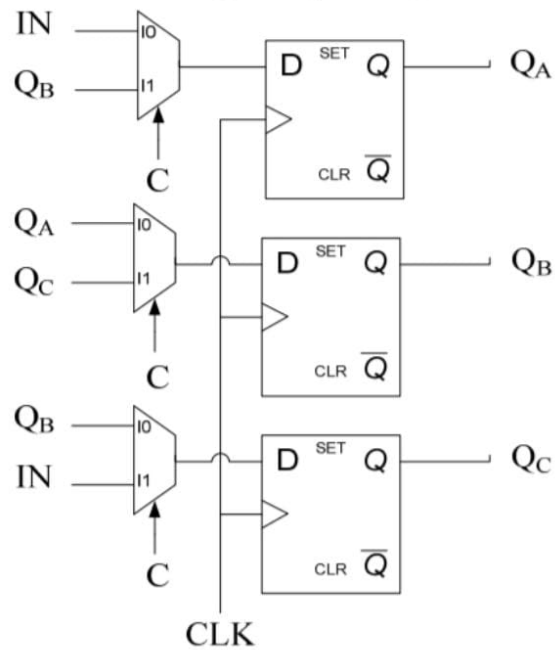 IN I0 D SET Q Q_A
Q_B I1
CLR Q̅
C
Q_A I0
Q_C I1 D SET Q Q_B
CLR Q̅
C
Q_B I0
IN I1 D SET Q Q_C
CLR Q̅
C
CLK